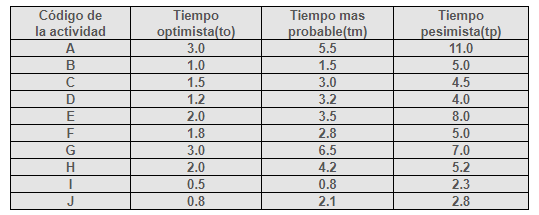 Código de la actividad Tiempo optimista(to) Tiempo mas probable(tm) Tiempo pesimista(tp)
A 3.0 5.5 11.0
B 1.0 1.5 5.0
C 1.5 3.0 4.5
D 1.2 3.2 4.0
E 2.0 3.5 8.0
F 1.8 2.8 5.0
G 3.0 6.5 7.0
H 2.0 4.2 5.2
I 0.5 0.8 2.3
J 0.8 2.1 2.8